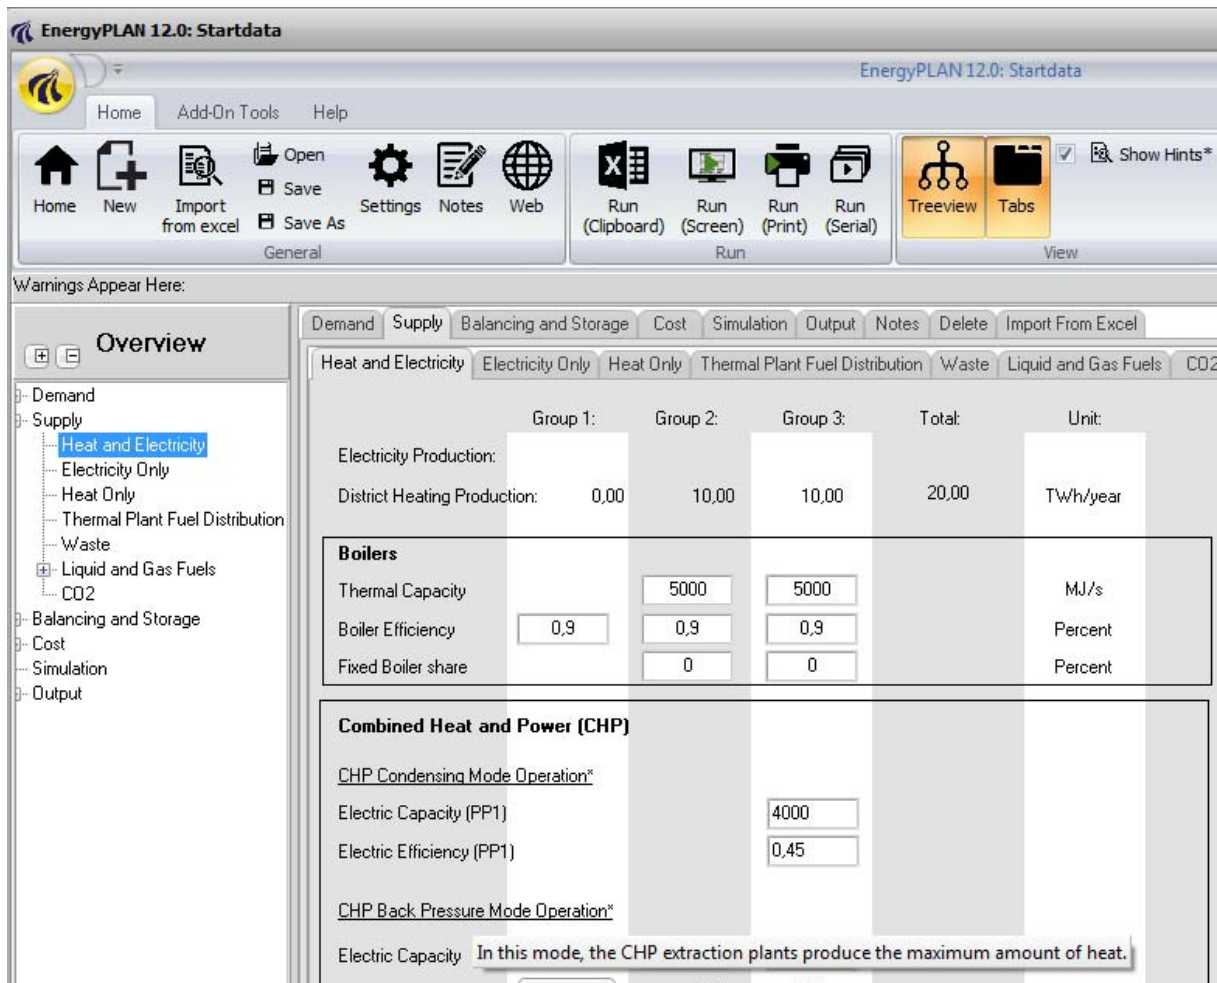 EnergyPLAN 12.0: Startdata
EnergyPLAN 12.0: Startdata
Home Add-On Tools Help
Home
New
Import from excel
Open
Save
Save As
Settings
Notes
Web
General
Run (Clipboard)
Run (Screen)
Run (Print)
Run (Serial)
Run
Treeview
Tabs
Show Hints*
View
Warnings Appear Here:
Overview
Demand
Supply
Heat and Electricity
Electricity Only
Heat Only
Thermal Plant Fuel Distribution
Waste
Liquid and Gas Fuels
CO2
Balancing and Storage
Cost
Simulation
Output
Demand Supply Balancing and Storage Cost Simulation Output Notes Delete Import From Excel
Heat and Electricity Electricity Only Heat Only Thermal Plant Fuel Distribution Waste Liquid and Gas Fuels CO2
Group 1: Group 2: Group 3: Total: Unit:
Electricity Production:
District Heating Production: 0,00 10,00 10,00 20,00 TWh/year
Boilers
Thermal Capacity 5000 5000 MJ/s
Boiler Efficiency 0,9 0,9 0,9 Percent
Fixed Boiler share 0 0 Percent
Combined Heat and Power (CHP)
CHP Condensing Mode Operation*
Electric Capacity (PP1) 4000
Electric Efficiency (PP1) 0,45
CHP Back Pressure Mode Operation*
Electric Capacity
In this mode, the CHP extraction plants produce the maximum amount of heat.